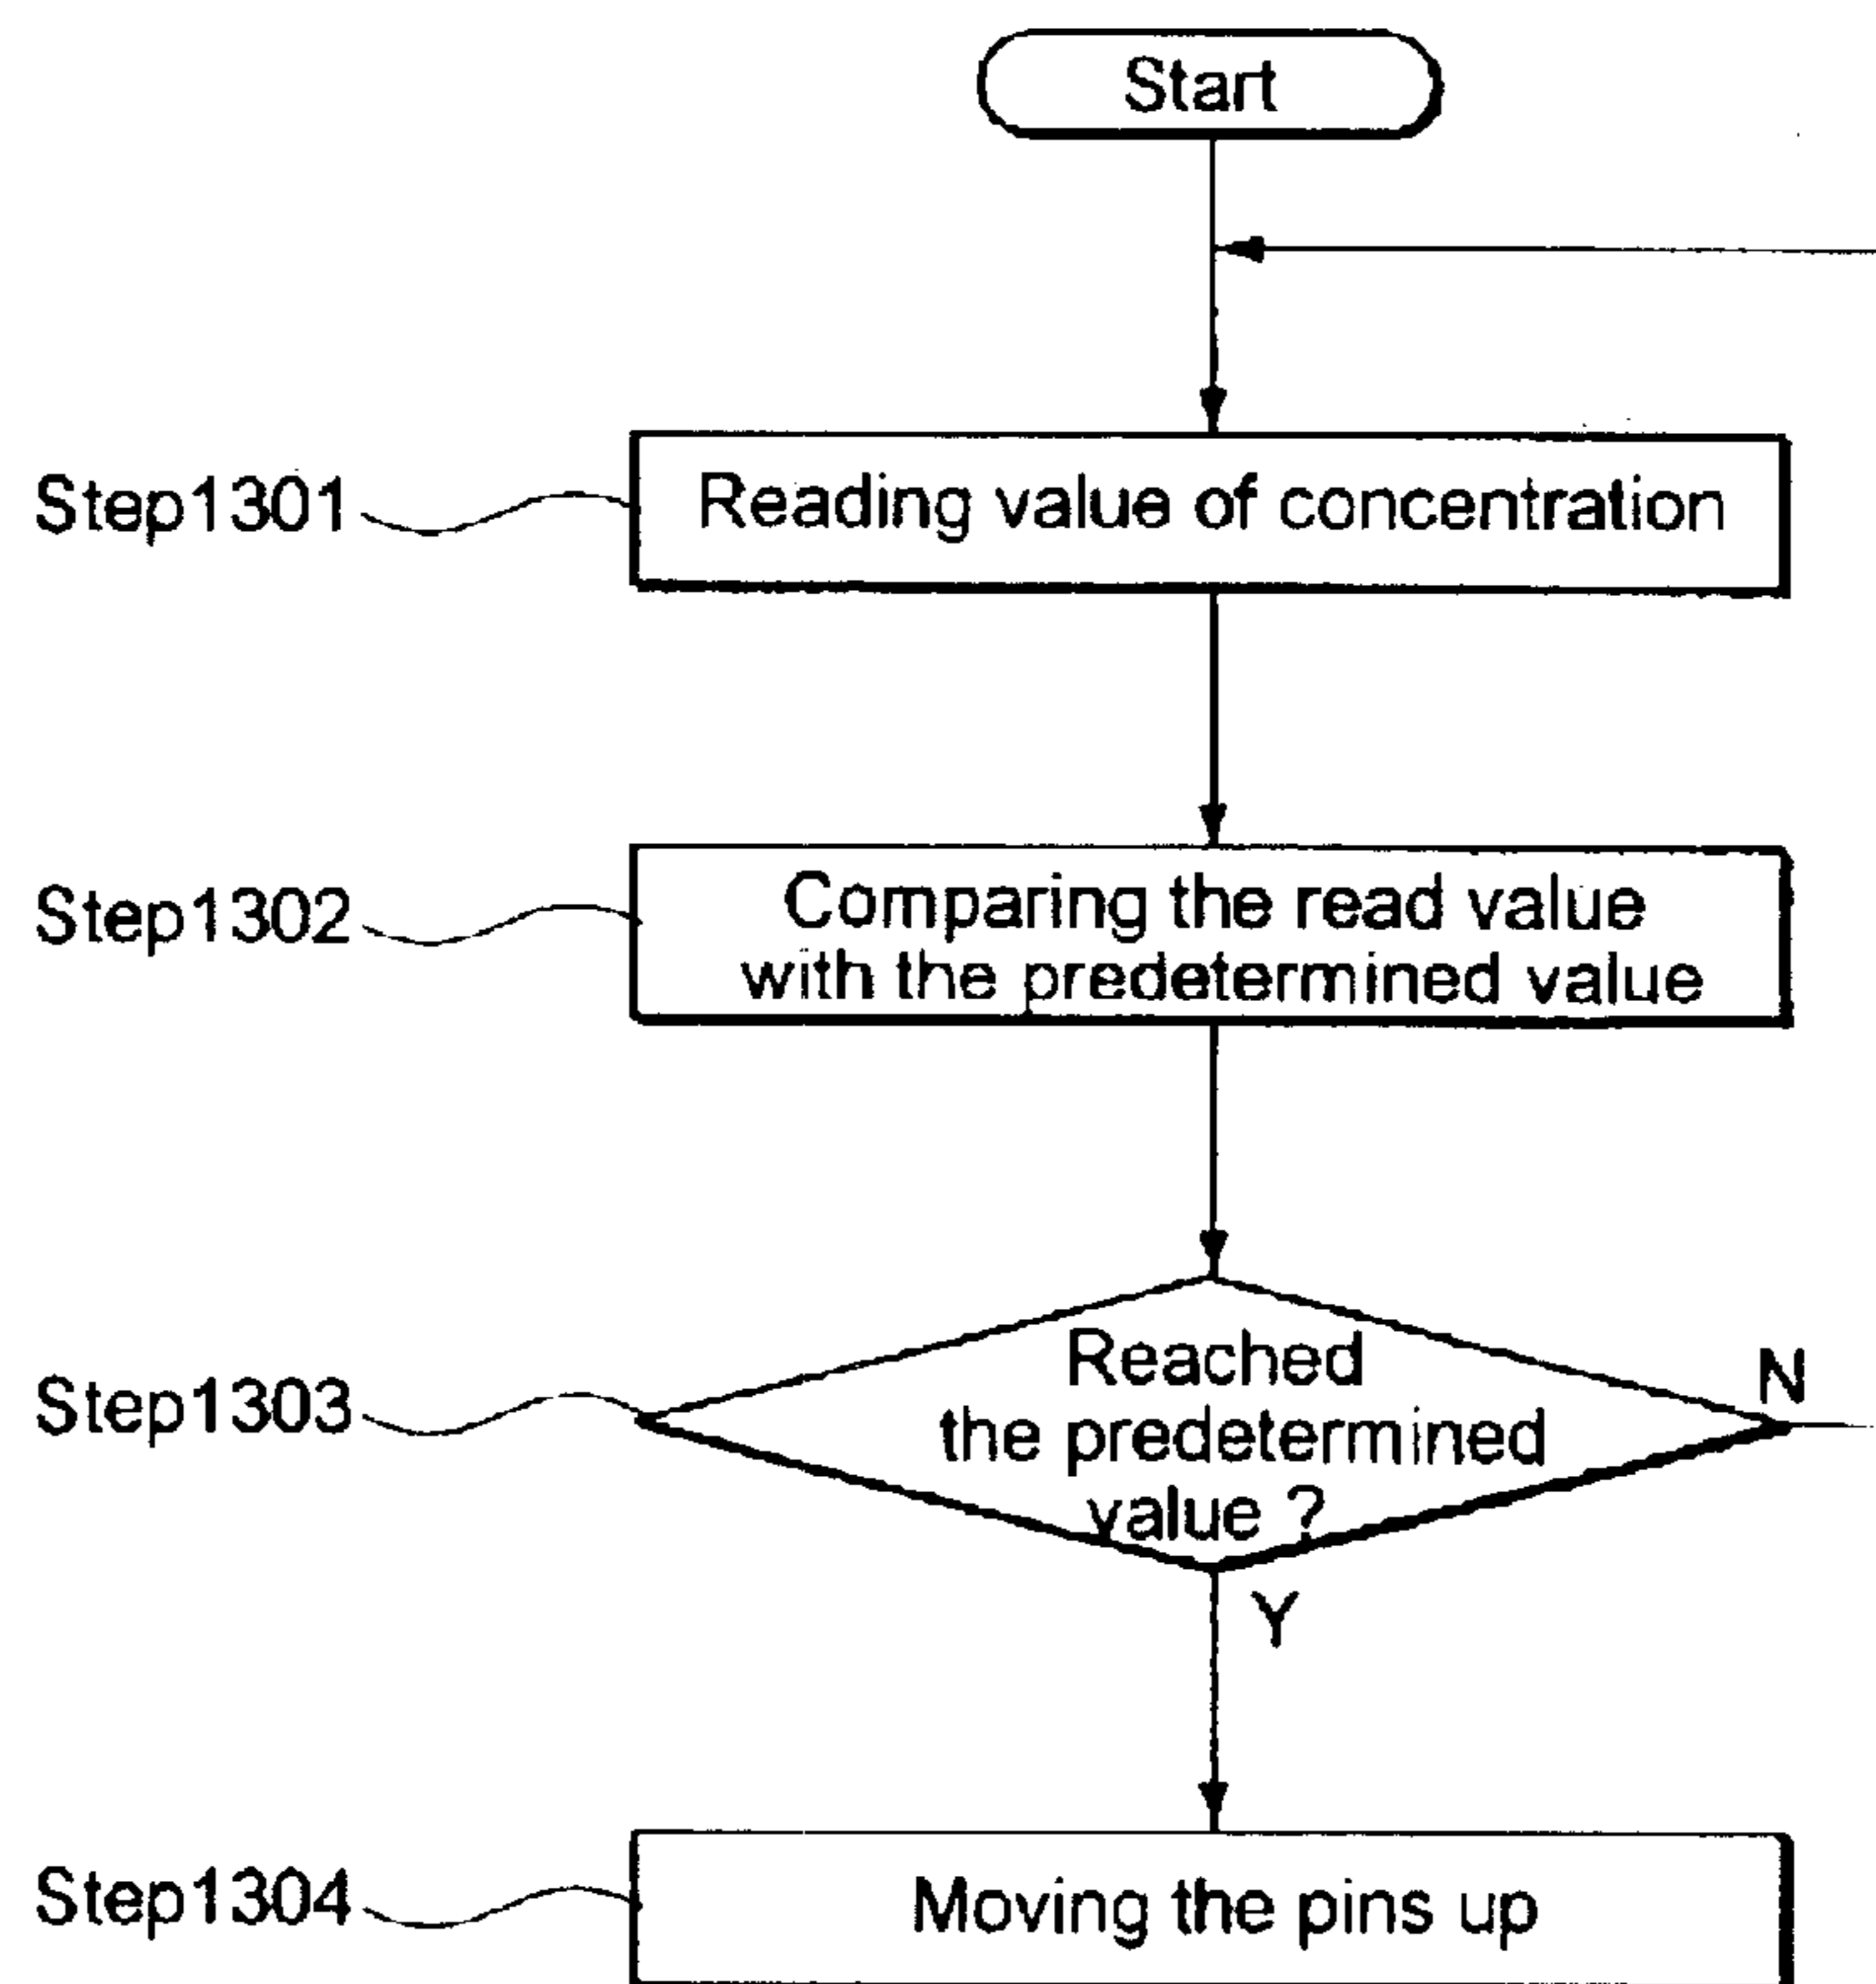 Start
Step1301
Reading value of concentration
Step1302
Comparing the read value
with the predetermined value
Step1303
Reached
the predetermined
value ?
N
Y
Step1304
Moving the pins up